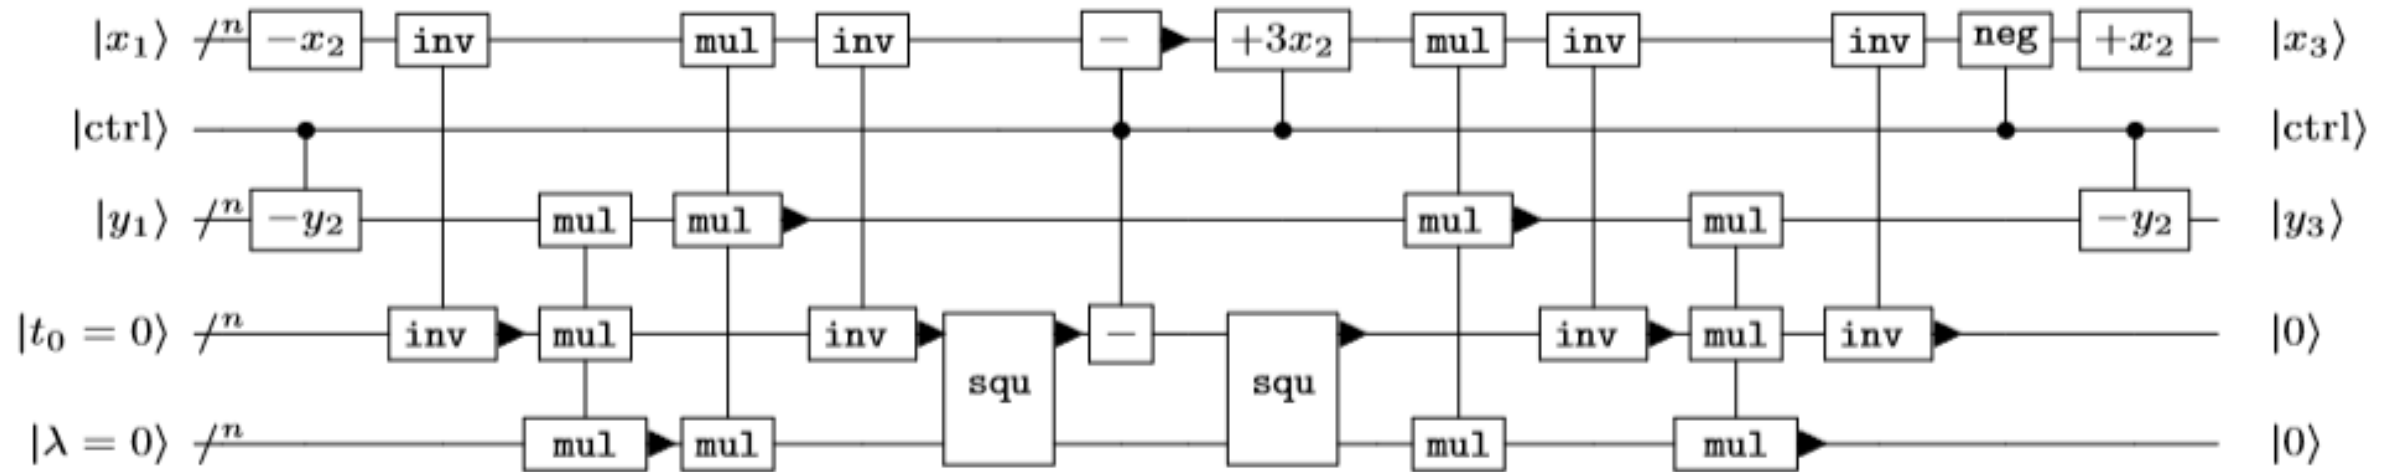 |x₁⟩ /ⁿ −x₂ inv mul inv − +3x₂ mul inv inv neg +x₂ |x₃⟩
|ctrl⟩ |ctrl⟩
|y₁⟩ /ⁿ −y₂ mul mul mul mul −y₂ |y₃⟩
|t₀ = 0⟩ /ⁿ inv mul inv squ − squ inv mul inv |0⟩
|λ = 0⟩ /ⁿ mul mul mul mul |0⟩